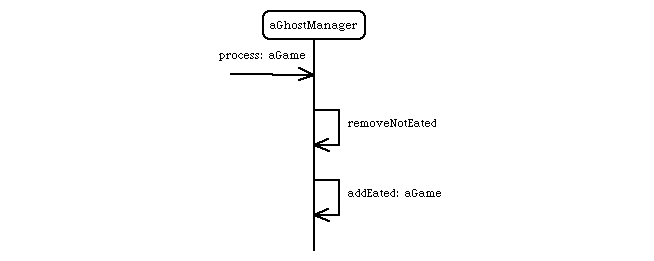 aGhostManager
process: aGame
removeNotEated
addEated: aGame